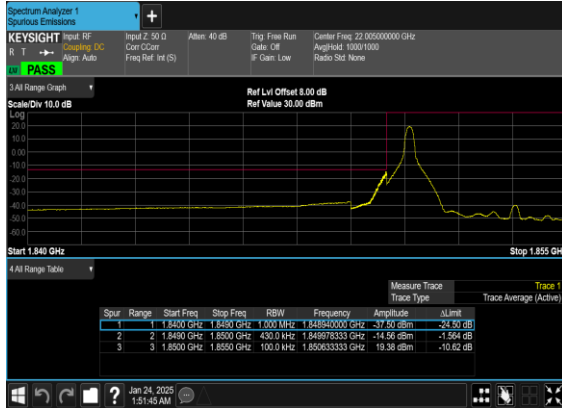 Spectrum Analyzer 1
Spurious Emissions
KEYSIGHT Input: RF Input Z: 50 Ω Atten: 40 dB Trig: Free Run Center Freq: 22.005000000 GHz
R T Coupling: DC Corr CCorr Gate: Off Avg|Hold: 1000/1000
Align: Auto Freq Ref: Int (S) IF Gain: Low Radio Std: None
PASS
3 All Range Graph
Ref Lvl Offset 8.00 dB
Scale/Div 10.0 dB Ref Value 30.00 dBm
Log
20.0
10.0
0.00
-10.0
-20.0
-30.0
-40.0
-50.0
-60.0
Start 1.840 GHz Stop 1.855 GH
4 All Range Table
Measure Trace Trace 1
Trace Type Trace Average (Active)
Spur Range Start Freq Stop Freq RBW Frequency Amplitude ΔLimit
1 1 1.8400 GHz 1.8490 GHz 1.000 MHz 1.848940000 GHz -37.50 dBm -24.50 dB
2 2 1.8490 GHz 1.8500 GHz 430.0 kHz 1.849978333 GHz -14.56 dBm -1.564 dB
3 3 1.8500 GHz 1.8550 GHz 100.0 kHz 1.850633333 GHz 19.38 dBm -10.62 dB
Jan 24, 2025
1:51:45 AM